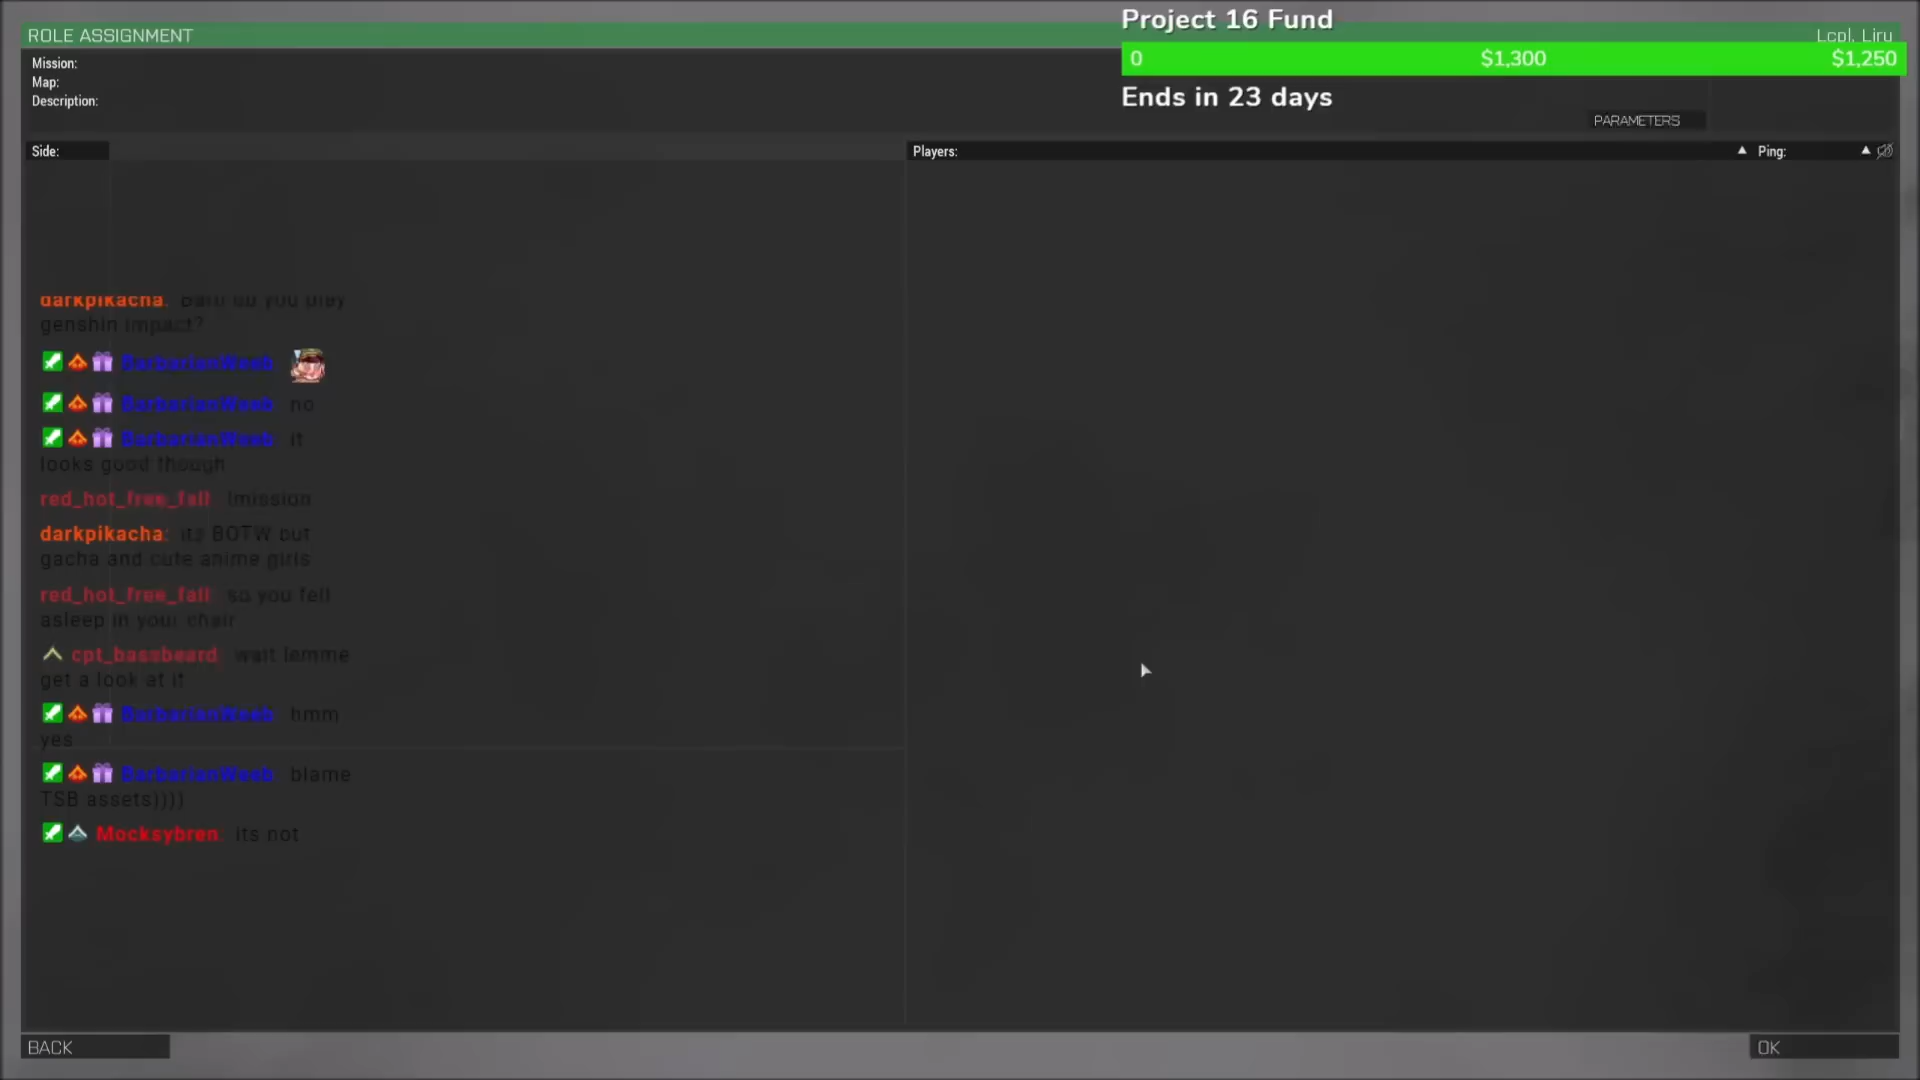 Project 16 Fund
ROLE ASSIGNMENT
Lcpl. Liru
0 $1,300 $1,250
Mission:
Map:
Description:
Ends in 23 days
PARAMETERS
Side:
Players:
Ping:
darkpikacha: do you play
genshin impact?
BarbarianWeeb
BarbarianWeeb no
BarbarianWeeb it
looks good though
red_hot_free_fall !mission
darkpikacha: its BOTW but
gacha and cute anime girls
red_hot_free_fall so you fell
asleep in your chair
cpt_bassbeard wait lemme
get a look at it
BarbarianWeeb hmm
yes
BarbarianWeeb blame
TSB assets))))
Mocksybren: its not
BACK
OK